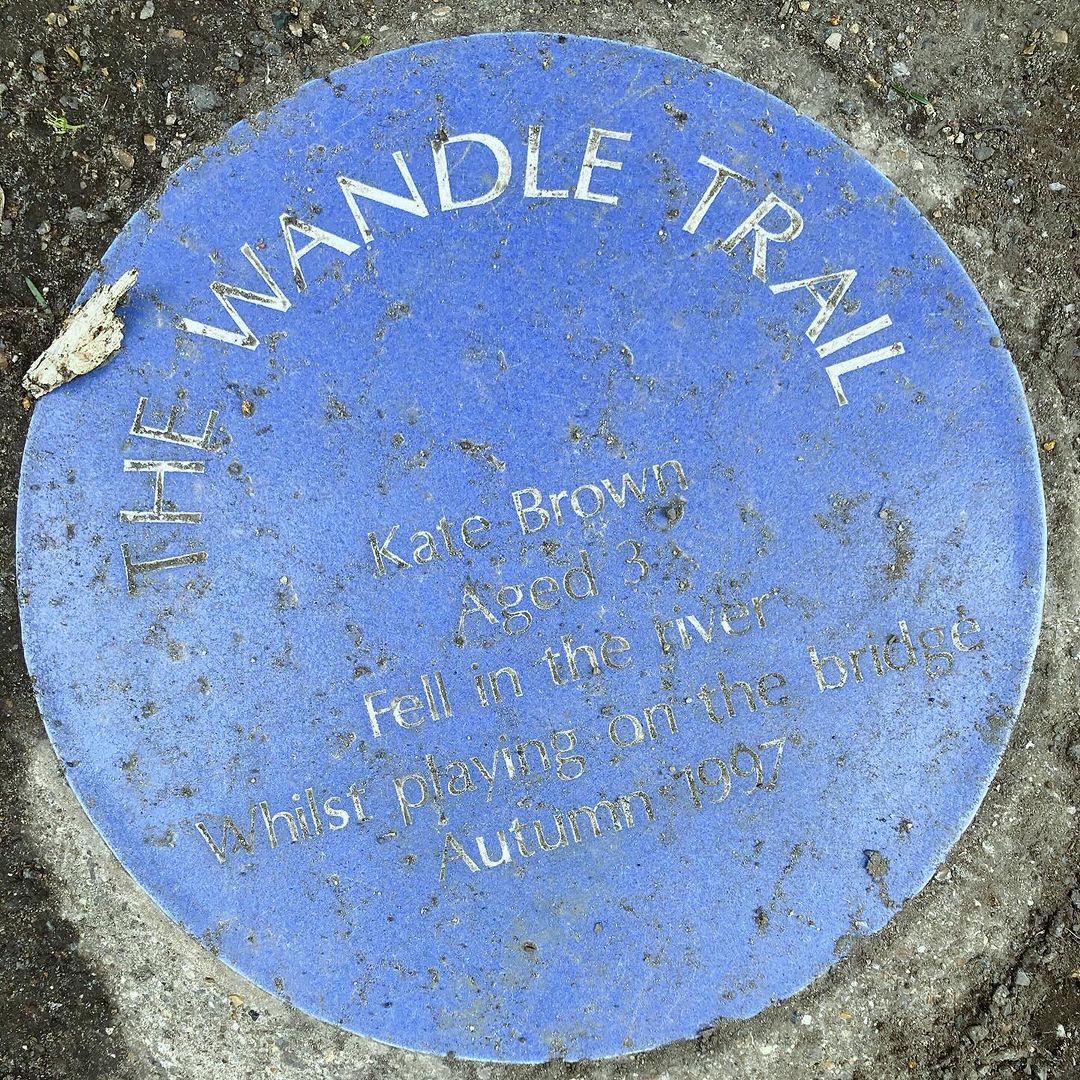 THE WANDLE TRAIL
Kate Brown
Aged 3
Fell in the river
Whilst playing on the bridge
Autumn 1997